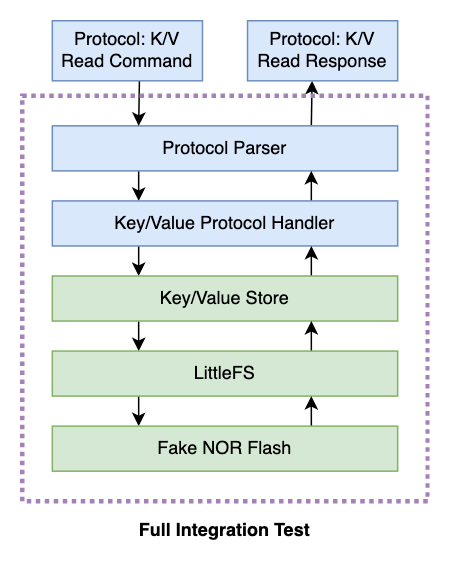 Protocol: K/V
Read Command
Protocol: K/V
Read Response
Protocol Parser
Key/Value Protocol Handler
Key/Value Store
LittleFS
Fake NOR Flash
Full Integration Test